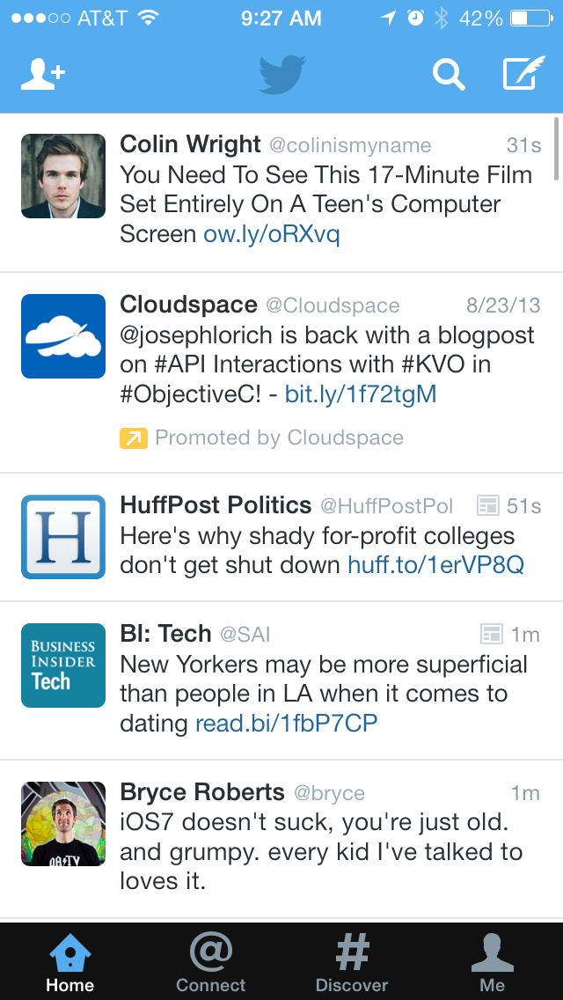 AT&T 9:27 AM 42%
Colin Wright @colinismyname 31s
You Need To See This 17-Minute Film
Set Entirely On A Teen's Computer
Screen ow.ly/oRXvq
Cloudspace @Cloudspace 8/23/13
@josephlorich is back with a blogpost
on #API Interactions with #KVO in
#ObjectiveC! - bit.ly/1f72tgM
Promoted by Cloudspace
H
HuffPost Politics @HuffPostPol 51s
Here's why shady for-profit colleges
don't get shut down huff.to/1erVP8Q
BUSINESS
INSIDER
Tech
BI: Tech @SAI 1m
New Yorkers may be more superficial
than people in LA when it comes to
dating read.bi/1fbP7CP
Bryce Roberts @bryce 1m
iOS7 doesn't suck, you're just old.
and grumpy. every kid I've talked to
loves it.
Home Connect Discover Me